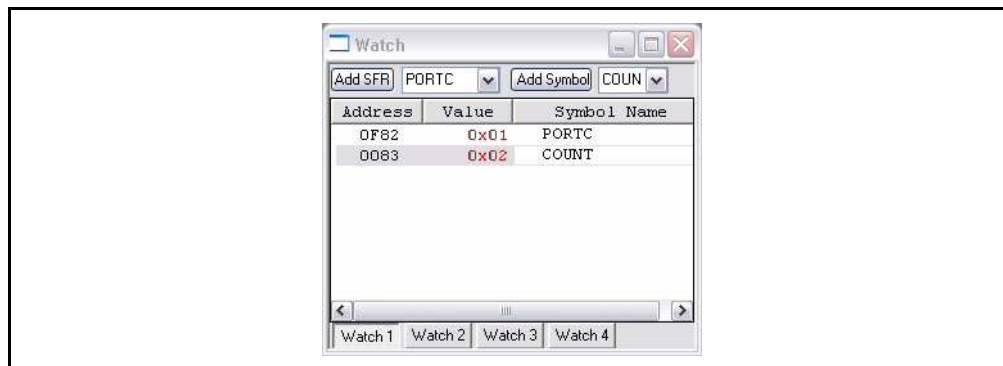 Watch
Add SFR PORTC Add Symbol COUN
Address Value Symbol Name
0F82 0x01 PORTC
0083 0x02 COUNT
Watch 1 Watch 2 Watch 3 Watch 4